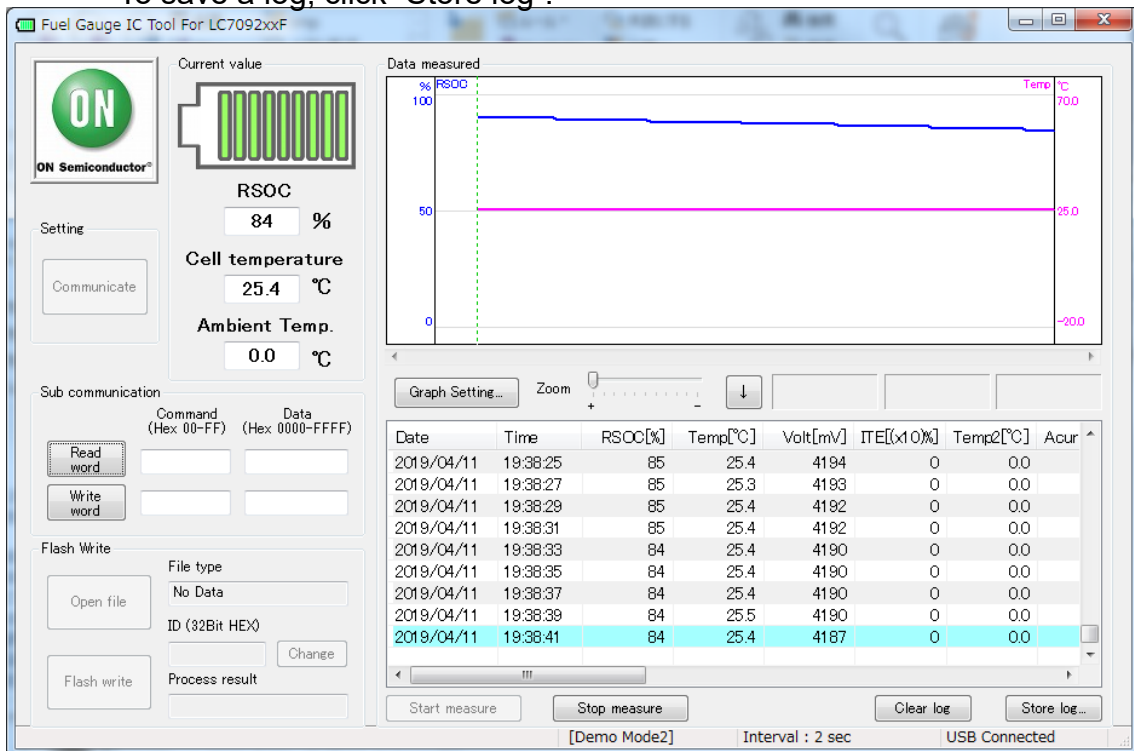 To save a log, click "Store log".
Fuel Gauge IC Tool For LC7092xxF
ON
ON Semiconductor®
Current value
RSOC
84 %
Cell temperature
25.4 ℃
Ambient Temp.
0.0 ℃
Setting
Communicate
Sub communication
Command
(Hex 00-FF)
Data
(Hex 0000-FFFF)
Read
word
Write
word
Flash Write
Open file
File type
No Data
ID (32Bit HEX)
Change
Flash write
Process result
Data measured
% RSOC
100
50
0
Temp ℃
70.0
25.0
-20.0
Graph Setting...
Zoom
+ -
↓
Date Time RSOC[%] Temp[℃] Volt[mV] ITE[(x10)%] Temp2[℃] Acur
2019/04/11 19:38:25 85 25.4 4194 0 0.0
2019/04/11 19:38:27 85 25.3 4193 0 0.0
2019/04/11 19:38:29 85 25.4 4192 0 0.0
2019/04/11 19:38:31 85 25.4 4192 0 0.0
2019/04/11 19:38:33 84 25.4 4190 0 0.0
2019/04/11 19:38:35 84 25.4 4190 0 0.0
2019/04/11 19:38:37 84 25.4 4190 0 0.0
2019/04/11 19:38:39 84 25.5 4190 0 0.0
2019/04/11 19:38:41 84 25.4 4187 0 0.0
Start measure
Stop measure
Clear log
Store log...
[Demo Mode2]
Interval : 2 sec
USB Connected